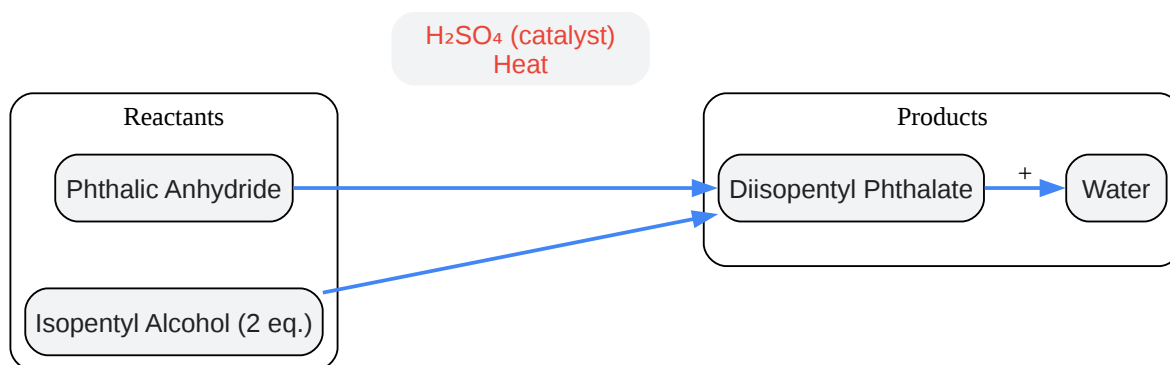 H₂SO₄ (catalyst)
Heat
Reactants
Products
Phthalic Anhydride
Diisopentyl Phthalate
+
Water
Isopentyl Alcohol (2 eq.)